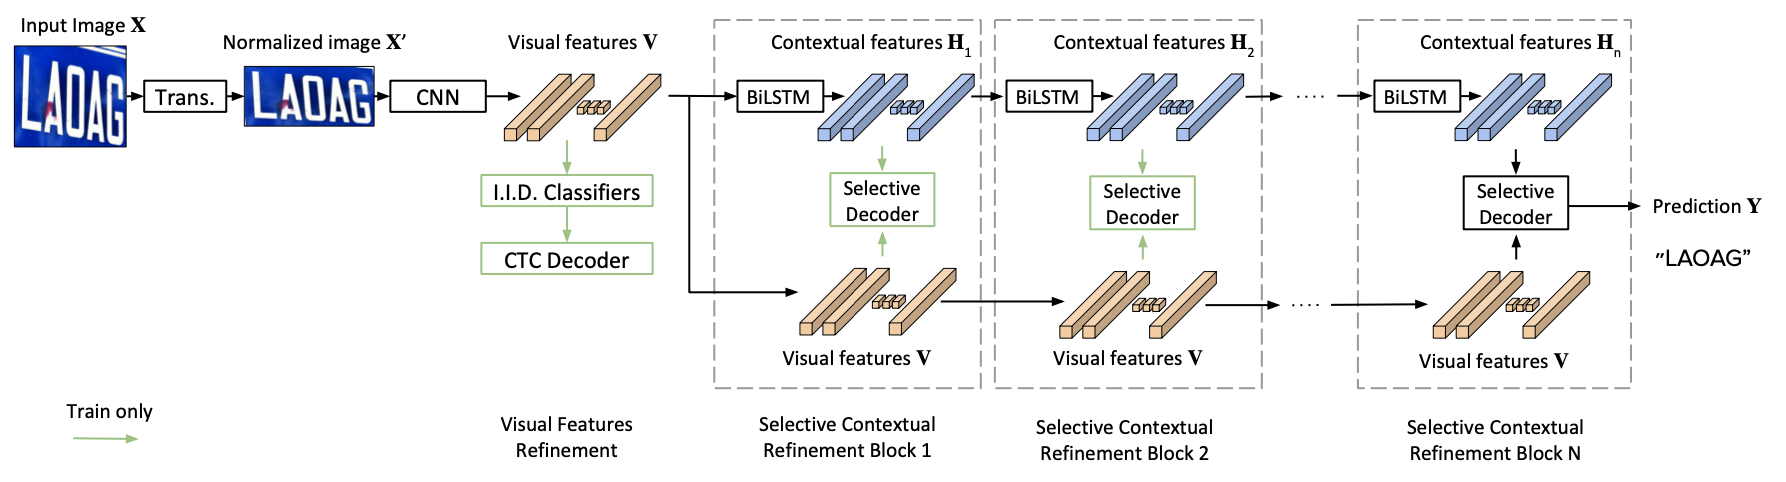 Input Image X
LAOAG
Trans.
Normalized image X'
LAOAG
CNN
Visual features V
I.I.D. Classifiers
CTC Decoder
Visual Features
Refinement
Contextual features H1
BiLSTM
Selective
Decoder
Visual features V
Selective Contextual
Refinement Block 1
Contextual features H2
BiLSTM
Selective
Decoder
Visual features V
Selective Contextual
Refinement Block 2
....
....
Contextual features Hn
BiLSTM
Selective
Decoder
Visual features V
Selective Contextual
Refinement Block N
Prediction Y
"LAOAG"
Train only